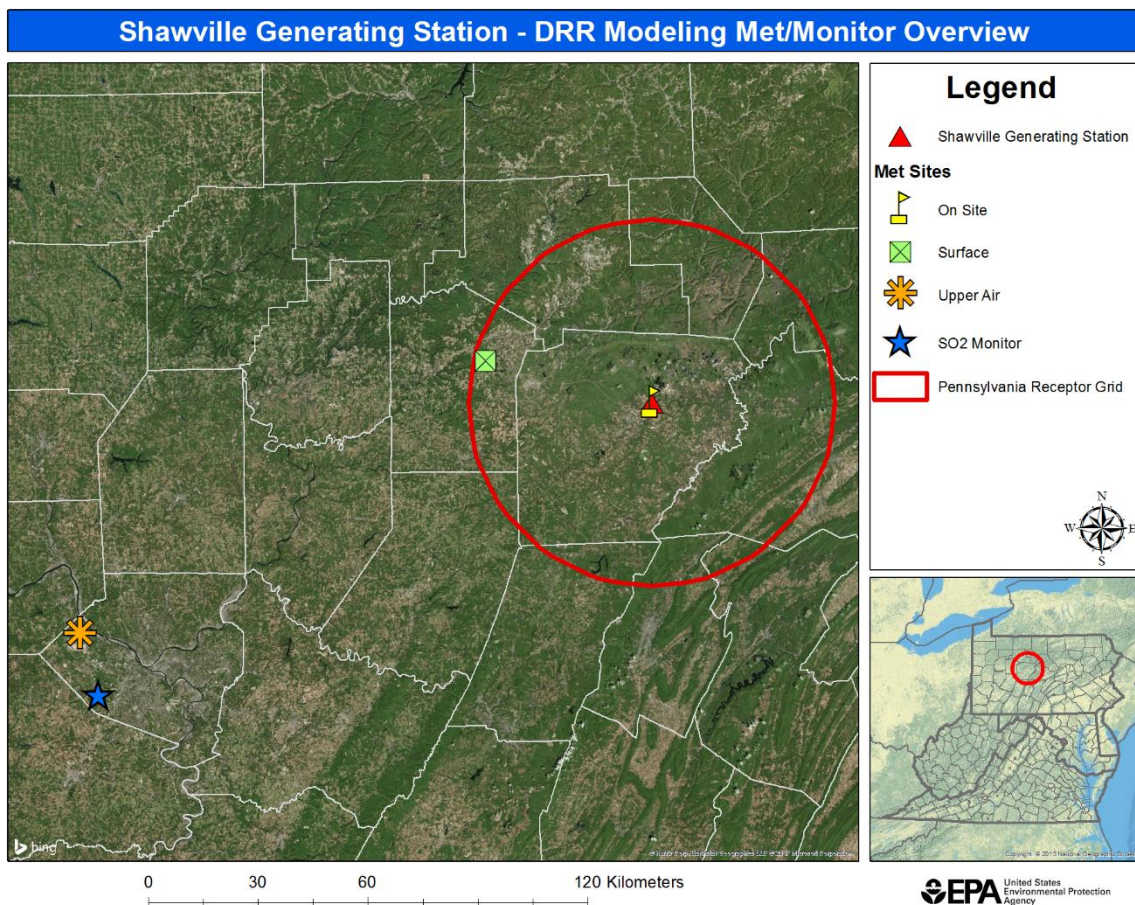 Shawville Generating Station - DRR Modeling Met/Monitor Overview
Legend
Shawville Generating Station
Met Sites
On Site
Surface
Upper Air
SO2 Monitor
Pennsylvania Receptor Grid
N
W E
S
bing
0 30 60 120 Kilometers
EPA
United States
Environmental Protection
Agency